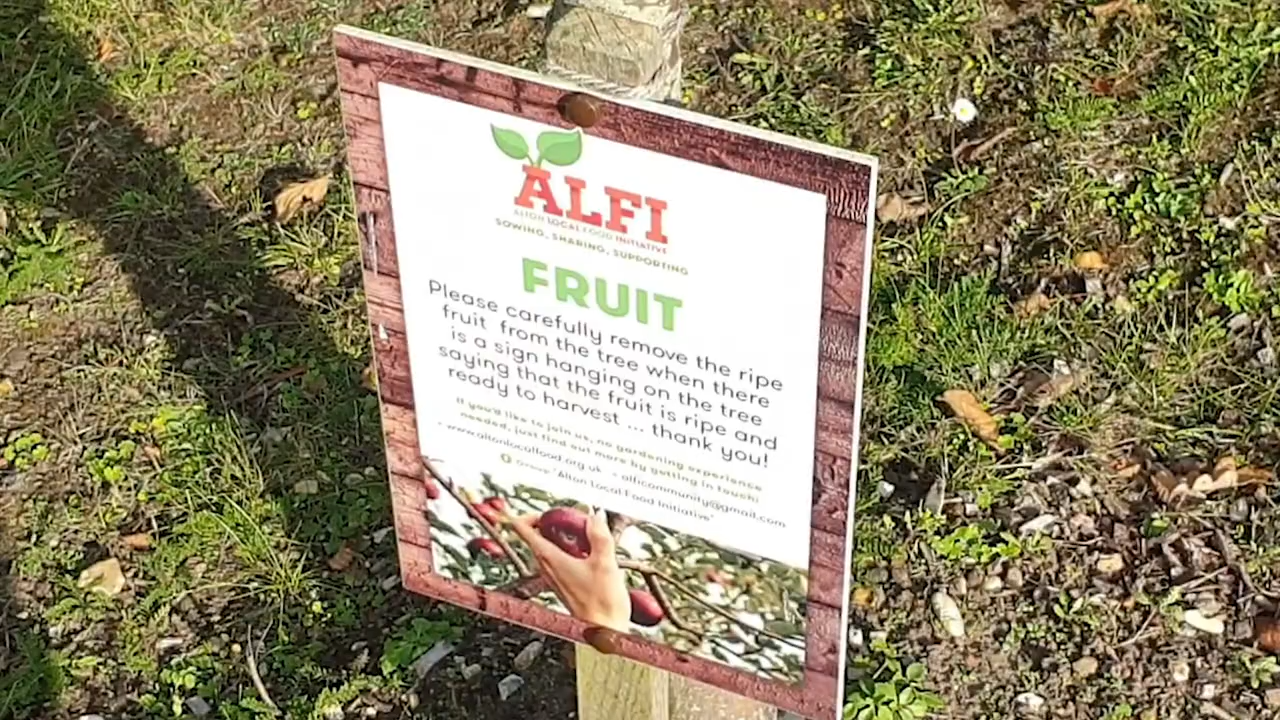 ALFI
ALTON LOCAL FOOD INITIATIVE
SOWING, SHARING, SUPPORTING
FRUIT
Please carefully remove the ripe
fruit from the tree when there
is a sign hanging on the tree
saying that the fruit is ripe and
ready to harvest ... thank you!
If you'd like to join us, no gardening experience
needed, just find out more by getting in touch:
• www.altonlocalfood.org.uk • alficommunity@gmail.com
Group "Alton Local Food Initiative"